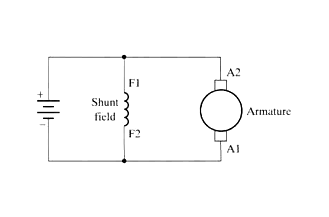 A2
F1
+
Shunt
field
Armature
F2
−
A1